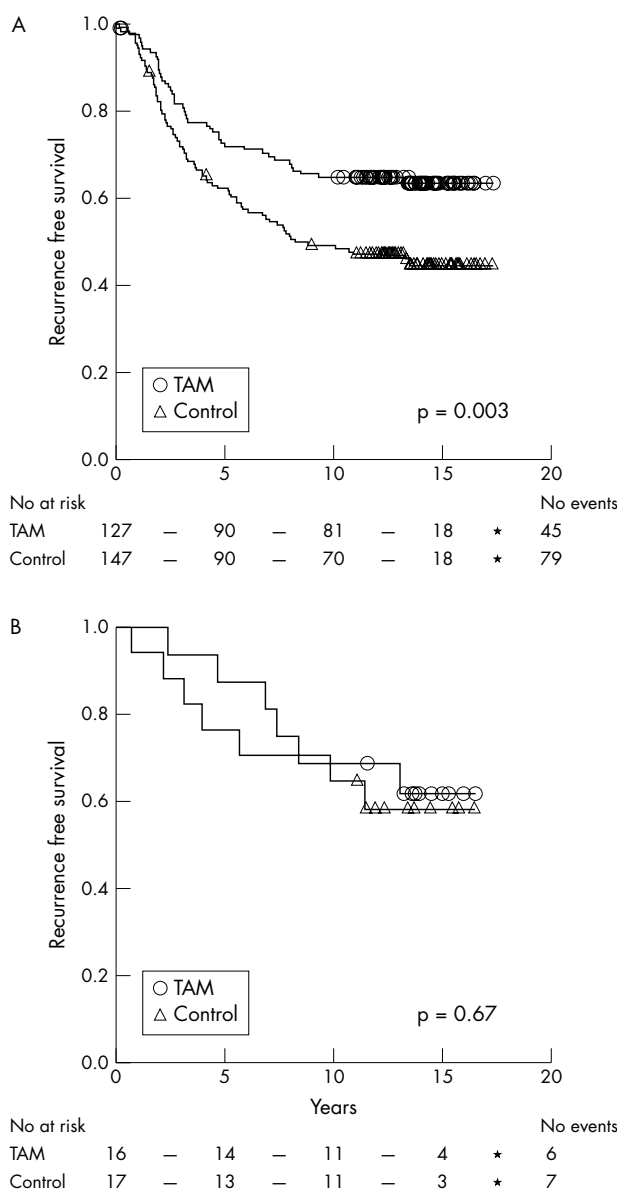 A
1.0
0.8
0.6
0.4
0.2
0.0
Recurrence free survival
○ TAM
△ Control
p = 0.003
0 5 10 15 20
No at risk No events
TAM 127 – 90 – 81 – 18 ★ 45
Control 147 – 90 – 70 – 18 ★ 79
B
1.0
0.8
0.6
0.4
0.2
0.0
Recurrence free survival
○ TAM
△ Control
p = 0.67
0 5 10 15 20
Years
No at risk No events
TAM 16 – 14 – 11 – 4 ★ 6
Control 17 – 13 – 11 – 3 ★ 7